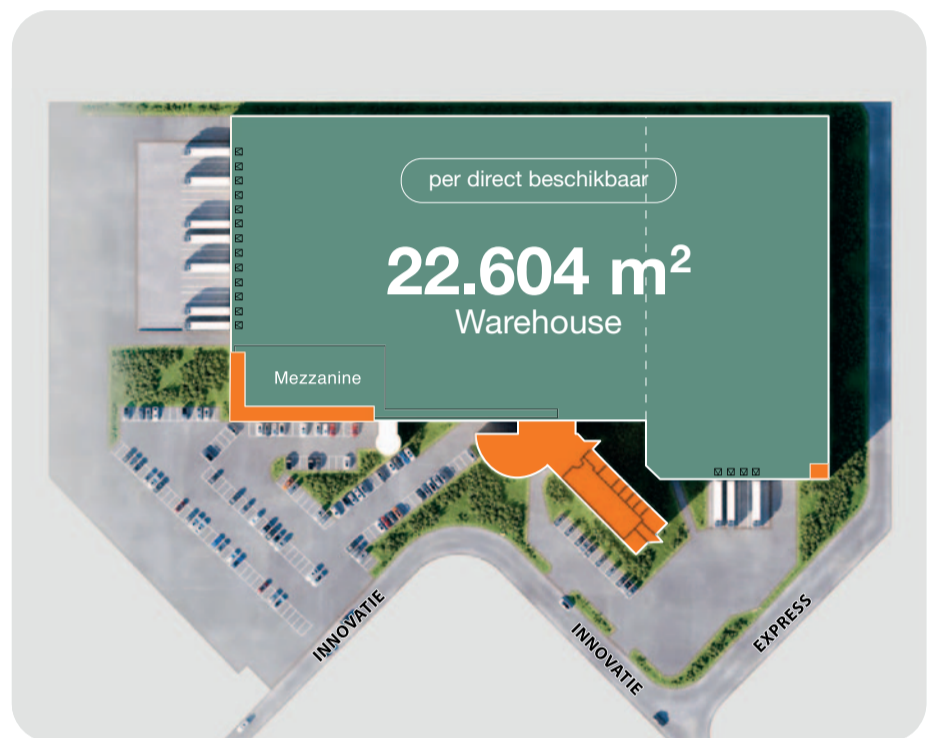 per direct beschikbaar
22.604 m²
Warehouse
Mezzanine
INNOVATIE
INNOVATIE
EXPRESS